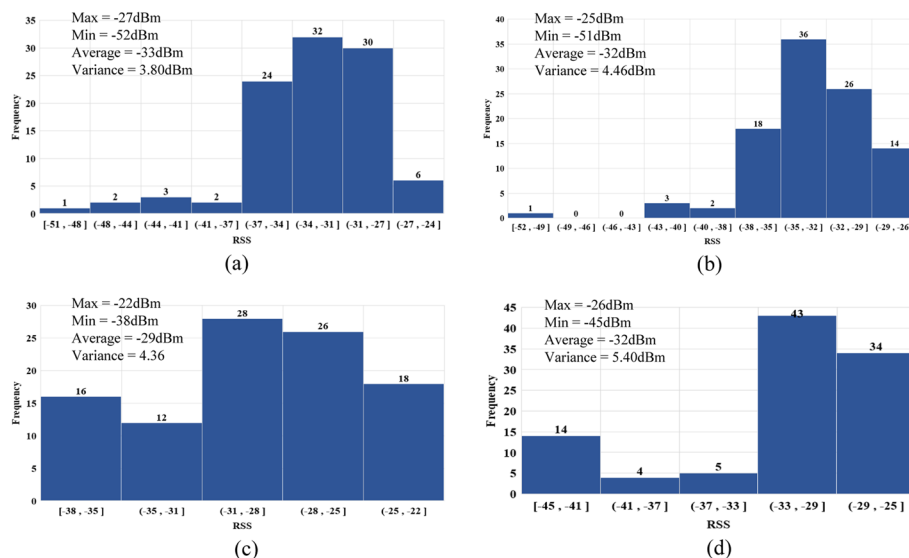 Max = -27dBm
Min = -52dBm
Average = -33dBm
Variance = 3.80dBm
Frequency
35
30
25
20
15
10
5
0
1
2
3
2
24
32
30
6
[-51 , -48 ]
(-48 , -44 ]
(-44 , -41 ]
(-41 , -37 ]
(-37 , -34 ]
(-34 , -31 ]
(-31 , -27 ]
(-27 , -24 ]
RSS
(a)
Max = -25dBm
Min = -51dBm
Average = -32dBm
Variance = 4.46dBm
Frequency
40
35
30
25
20
15
10
5
0
1
0
0
3
2
18
36
26
14
[-52 , -49 ]
(-49 , -46 ]
(-46 , -43 ]
(-43 , -40 ]
(-40 , -38 ]
(-38 , -35 ]
(-35 , -32 ]
(-32 , -29 ]
(-29 , -26
RSS
(b)
Max = -22dBm
Min = -38dBm
Average = -29dBm
Variance = 4.36
Frequency
30
25
20
15
10
5
0
16
12
28
26
18
[-38 , -35 ]
(-35 , -31 ]
(-31 , -28 ]
(-28 , -25 ]
(-25 , -22 ]
RSS
(c)
Max = -26dBm
Min = -45dBm
Average = -32dBm
Variance = 5.40dBm
Frequency
45
40
35
30
25
20
15
10
5
0
14
4
5
43
34
[-45 , -41 ]
(-41 , -37 ]
(-37 , -33 ]
(-33 , -29 ]
(-29 , -25 ]
RSS
(d)